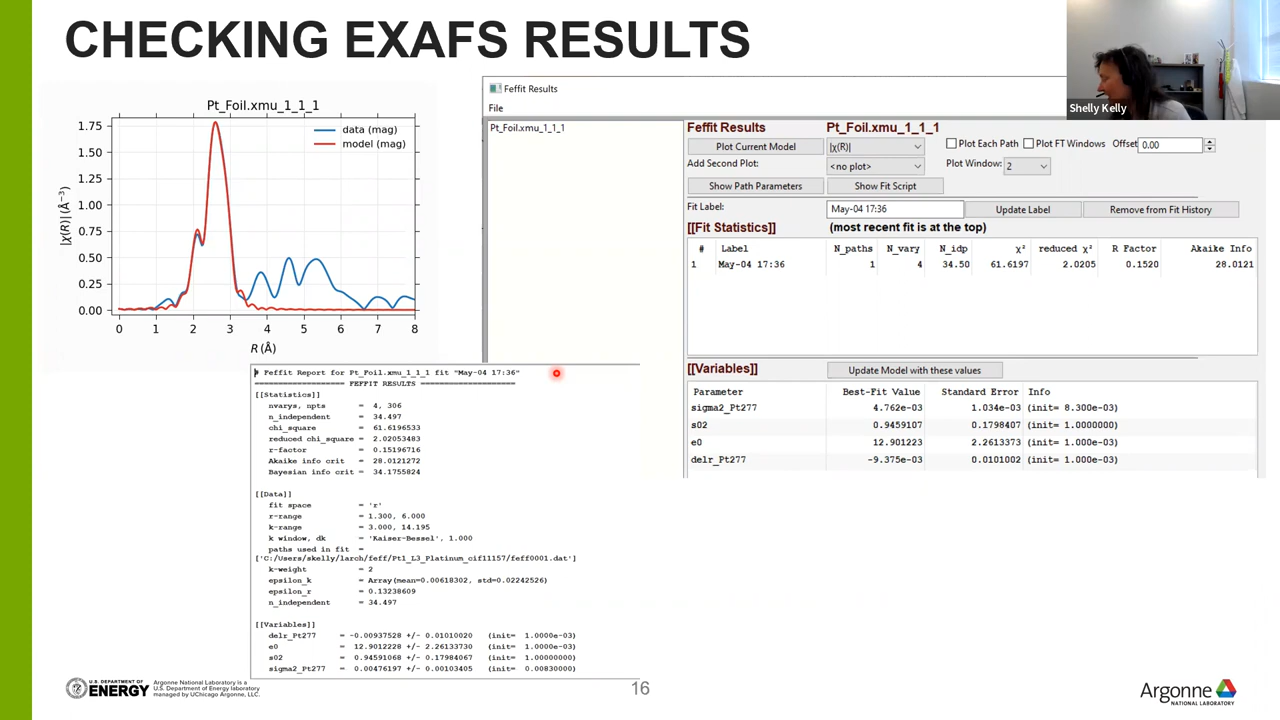 CHECKING EXAFS RESULTS
Shelly Kelly
Pt_Foil.xmu_1_1_1
data (mag)
model (mag)
|χ(R)| (Å⁻³)
1.75
1.50
1.25
1.00
0.75
0.50
0.25
0.00
0 1 2 3 4 5 6 7 8
R (Å)
Feffit Results
File
Pt_Foil.xmu_1_1_1
Feffit Results Pt_Foil.xmu_1_1_1
Plot Current Model |χ(R)| Plot Each Path Plot FT Windows Offset 0.00
Add Second Plot: <no plot> Plot Window: 2
Show Path Parameters Show Fit Script
Fit Label: May-04 17:36 Update Label Remove from Fit History
[[Fit Statistics]] (most recent fit is at the top)
# Label N_paths N_vary N_idp χ² reduced χ² R Factor Akaike Info
1 May-04 17:36 1 4 34.50 61.6197 2.0205 0.1520 28.0121
[[Variables]] Update Model with these values
Parameter Best-Fit Value Standard Error Info
sigma2_Pt277 4.762e-03 1.034e-03 (init= 8.300e-03)
s02 0.9459107 0.1798407 (init= 1.0000000)
e0 12.901223 2.2613373 (init= 1.000e-03)
delr_Pt277 -9.375e-03 0.0101002 (init= 1.000e-03)
# Feffit Report for Pt_Foil.xmu_1_1_1 fit "May-04 17:36"
=================== FEFFIT RESULTS ====================
[[Statistics]]
nvarys, npts = 4, 306
n_independent = 34.497
chi_square = 61.6196533
reduced chi_square = 2.02053483
r-factor = 0.15196716
Akaike info crit = 28.0121272
Bayesian info crit = 34.1755824
[[Data]]
fit space = 'r'
r-range = 1.300, 6.000
k-range = 3.000, 14.195
k window, dk = 'Kaiser-Bessel', 1.000
paths used in fit =
['C:/Users/skelly/larch/feff/Pt1_L3_Platinum_cif11157/feff0001.dat']
k-weight = 2
epsilon_k = Array(mean=0.00618302, std=0.02242526)
epsilon_r = 0.13238609
n_independent = 34.497
[[Variables]]
delr_Pt277 = -0.00937528 +/- 0.01010020 (init= 1.0000e-03)
e0 = 12.9012228 +/- 2.26133730 (init= 1.0000e-03)
s02 = 0.94591068 +/- 0.17984067 (init= 1.00000000)
sigma2_Pt277 = 0.00476197 +/- 0.00103405 (init= 0.00830000)
U.S. DEPARTMENT OF
ENERGY
Argonne National Laboratory is a
U.S. Department of Energy laboratory
managed by UChicago Argonne, LLC.
16
Argonne
NATIONAL LABORATORY